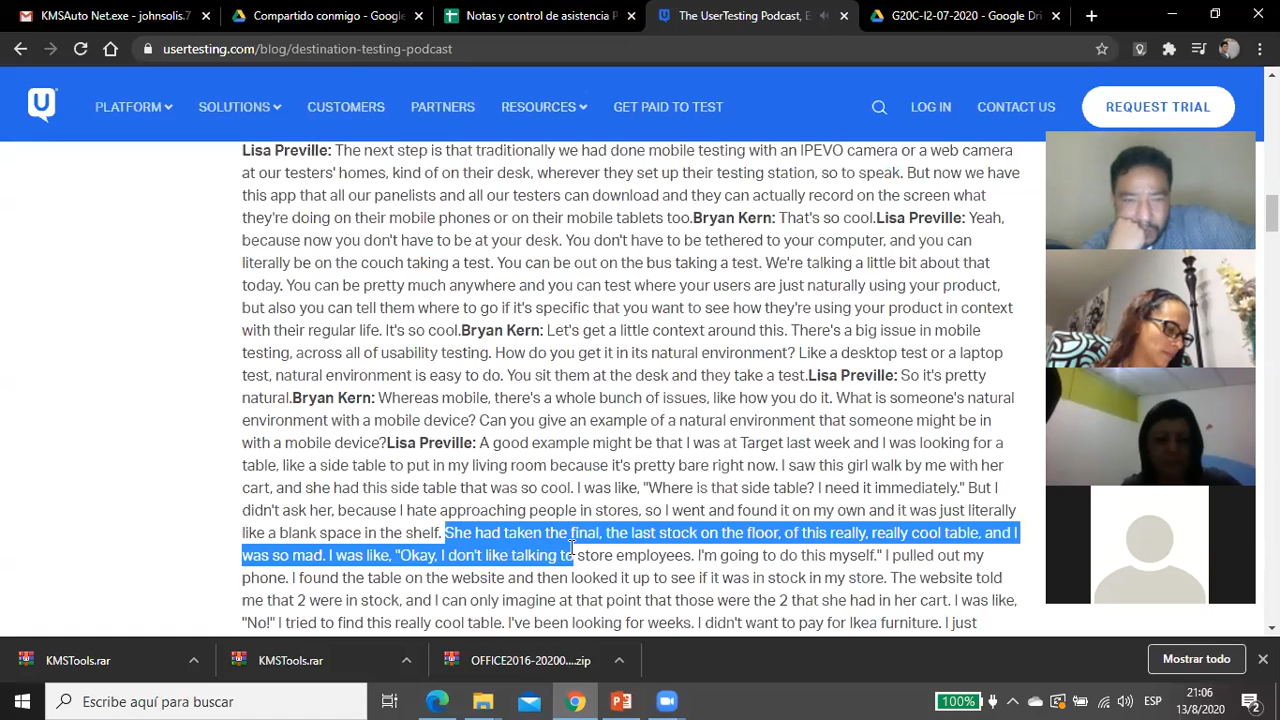 KMSAuto Net.exe - johnsolis.7
Compartido conmigo - Google
Notas y control de asistencia
The UserTesting Podcast, E
G20C-I2-07-2020 - Google Dri
usertesting.com/blog/destination-testing-podcast
U
PLATFORM
SOLUTIONS
CUSTOMERS
PARTNERS
RESOURCES
GET PAID TO TEST
LOG IN
CONTACT US
REQUEST TRIAL
Lisa Preville: The next step is that traditionally we had done mobile testing with an IPEVO camera or a web camera
at our testers' homes, kind of on their desk, wherever they set up their testing station, so to speak. But now we have
this app that all our panelists and all our testers can download and they can actually record on the screen what
they're doing on their mobile phones or on their mobile tablets too.Bryan Kern: That's so cool.Lisa Preville: Yeah,
because now you don't have to be at your desk. You don't have to be tethered to your computer, and you can
literally be on the couch taking a test. You can be out on the bus taking a test. We're talking a little bit about that
today. You can be pretty much anywhere and you can test where your users are just naturally using your product,
but also you can tell them where to go if it's specific that you want to see how they're using your product in context
with their regular life. It's so cool.Bryan Kern: Let's get a little context around this. There's a big issue in mobile
testing, across all of usability testing. How do you get it in its natural environment? Like a desktop test or a laptop
test, natural environment is easy to do. You sit them at the desk and they take a test.Lisa Preville: So it's pretty
natural.Bryan Kern: Whereas mobile, there's a whole bunch of issues, like how you do it. What is someone's natural
environment with a mobile device? Can you give an example of a natural environment that someone might be in
with a mobile device?Lisa Preville: A good example might be that I was at Target last week and I was looking for a
table, like a side table to put in my living room because it's pretty bare right now. I saw this girl walk by me with her
cart, and she had this side table that was so cool. I was like, "Where is that side table? I need it immediately." But I
didn't ask her, because I hate approaching people in stores, so I went and found it on my own and it was just literally
like a blank space in the shelf. She had taken the final, the last stock on the floor, of this really, really cool table, and I
was so mad. I was like, "Okay, I don't like talking to store employees. I'm going to do this myself." I pulled out my
phone. I found the table on the website and then looked it up to see if it was in stock in my store. The website told
me that 2 were in stock, and I can only imagine at that point that those were the 2 that she had in her cart. I was like,
"No!" I tried to find this really cool table. I've been looking for weeks. I didn't want to pay for Ikea furniture. I just
KMSTools.rar
KMSTools.rar
OFFICE2016-20200....zip
Mostrar todo
Escribe aquí para buscar
100%
ESP
21:06
13/8/2020
2